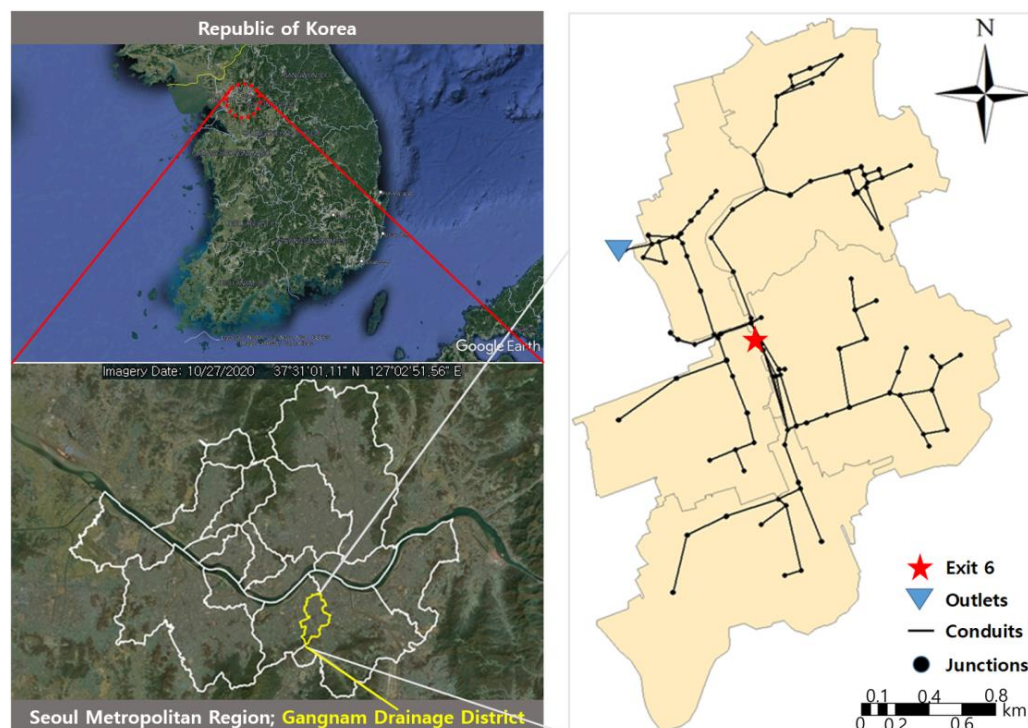 Republic of Korea
Google Earth
Imagery Date: 10/27/2020 37°31'01,11" N 127°02'51,56" E
Seoul Metropolitan Region; Gangnam Drainage District
N
Exit 6
Outlets
Conduits
Junctions
0.1 0.4 0.8
km
0 0.2